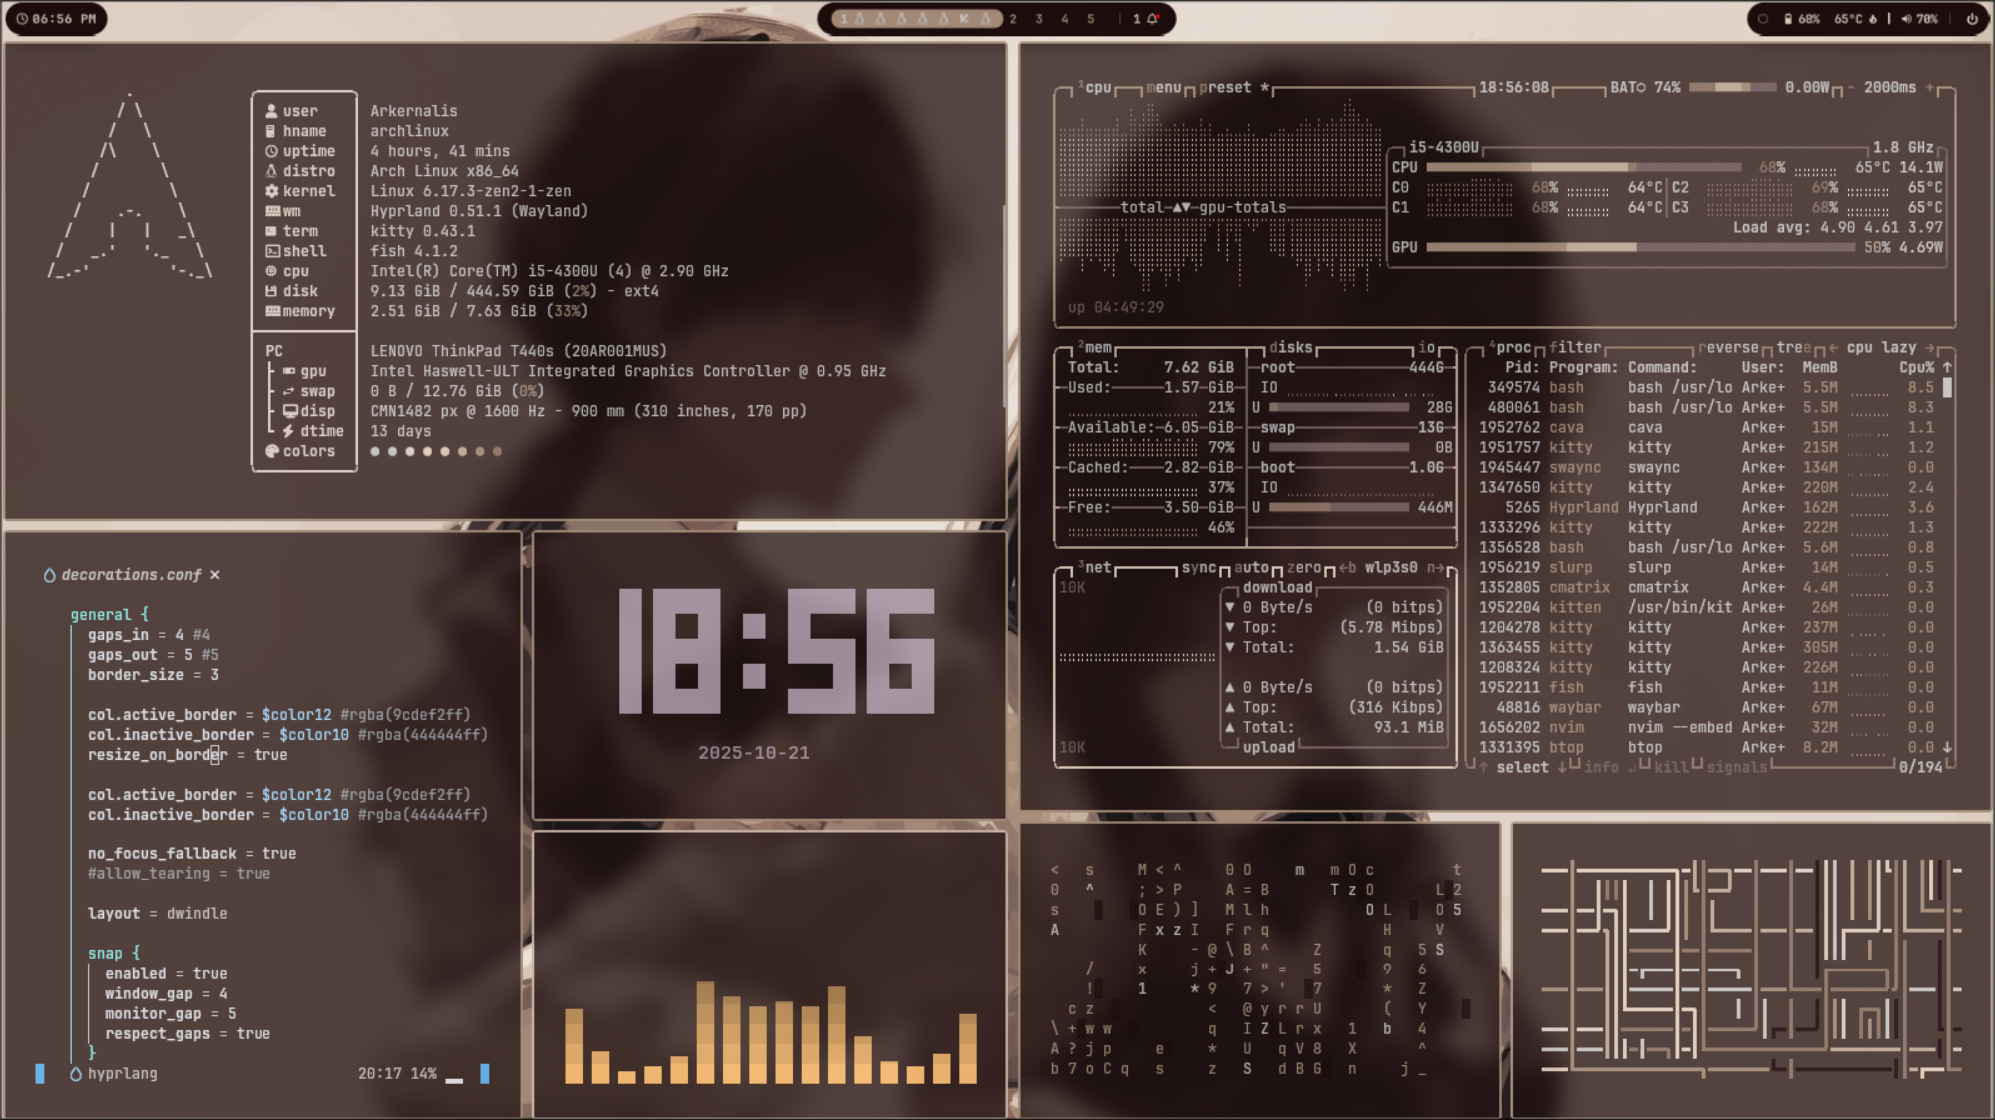 06:56 PM
1 2 3 4 5 1
68% 65°C 70%
user Arkernalis
hname archlinux
uptime 4 hours, 41 mins
distro Arch Linux x86_64
kernel Linux 6.17.3-zen2-1-zen
wm Hyprland 0.51.1 (Wayland)
term kitty 0.43.1
shell fish 4.1.2
cpu Intel(R) Core(TM) i5-4300U (4) @ 2.90 GHz
disk 9.13 GiB / 444.59 GiB (2%) - ext4
memory 2.51 GiB / 7.63 GiB (33%)
PC LENOVO ThinkPad T440s (20AR001MUS)
gpu Intel Haswell-ULT Integrated Graphics Controller @ 0.95 GHz
swap 0 B / 12.76 GiB (0%)
disp CMN1482 px @ 1600 Hz - 900 mm (310 inches, 170 pp)
dtime 13 days
colors
1cpu menu preset * 18:56:08 BAT 74% 0.00W - 2000ms +
i5-4300U 1.8 GHz
CPU 68% 65°C 14.1W
C0 68% 64°C C2 69% 65°C
C1 68% 64°C C3 68% 65°C
total ▲▼ gpu-totals
Load avg: 4.90 4.61 3.97
GPU 50% 4.69W
up 04:49:29
2mem disks io
Total: 7.62 GiB root 444G
Used: 1.57 GiB IO
21% U 28G
Available: 6.05 GiB swap 13G
79% U 0B
Cached: 2.82 GiB boot 1.0G
37% IO
Free: 3.50 GiB U 446M
46%
3net sync auto zero ←b wlp3s0 n→
10K download
▼ 0 Byte/s (0 bitps)
▼ Top: (5.78 Mibps)
▼ Total: 1.54 GiB
▲ 0 Byte/s (0 bitps)
▲ Top: (316 Kibps)
▲ Total: 93.1 MiB
10K upload
4proc filter reverse tree ← cpu lazy →
Pid: Program: Command: User: MemB Cpu% ↑
349574 bash bash /usr/lo Arke+ 5.5M 8.5
480061 bash bash /usr/lo Arke+ 5.5M 8.3
1952762 cava cava Arke+ 15M 1.1
1951757 kitty kitty Arke+ 215M 1.2
1945447 swaync swaync Arke+ 134M 0.0
1347650 kitty kitty Arke+ 220M 2.4
5265 Hyprland Hyprland Arke+ 162M 3.6
1333296 kitty kitty Arke+ 222M 1.3
1356528 bash bash /usr/lo Arke+ 5.6M 0.8
1956219 slurp slurp Arke+ 14M 0.5
1352805 cmatrix cmatrix Arke+ 4.4M 0.3
1952204 kitten /usr/bin/kit Arke+ 26M 0.0
1204278 kitty kitty Arke+ 237M 0.0
1363455 kitty kitty Arke+ 305M 0.0
1208324 kitty kitty Arke+ 226M 0.0
1952211 fish fish Arke+ 11M 0.0
48816 waybar waybar Arke+ 67M 0.0
1656202 nvim nvim --embed Arke+ 32M 0.0
1331395 btop btop Arke+ 8.2M 0.0 ↓
↑ select ↓ info ↵ kill signals 0/194
decorations.conf ×
general {
gaps_in = 4 #4
gaps_out = 5 #5
border_size = 3
col.active_border = $color12 #rgba(9cdef2ff)
col.inactive_border = $color10 #rgba(444444ff)
resize_on_border = true
col.active_border = $color12 #rgba(9cdef2ff)
col.inactive_border = $color10 #rgba(444444ff)
no_focus_fallback = true
#allow_tearing = true
layout = dwindle
snap {
enabled = true
window_gap = 4
monitor_gap = 5
respect_gaps = true
}
hyprlang 20:17 14%
18:56
2025-10-21
< s M < ^ 0 O m m O c t
0 ^ ; > P A = B T z O L 2
s O E ) ] M l h O L O 5
A F x z I F r q H V
K - @ \ B ^ Z q 5 S
/ x j + J + " = 5 9 6
! 1 * 9 7 > ' 7 * Z
c z < @ y r r U ( Y
\ + w w q I Z L r x 1 b 4
A ? j p e * U q V 8 X ^
b 7 o C q s z S d B G n j _